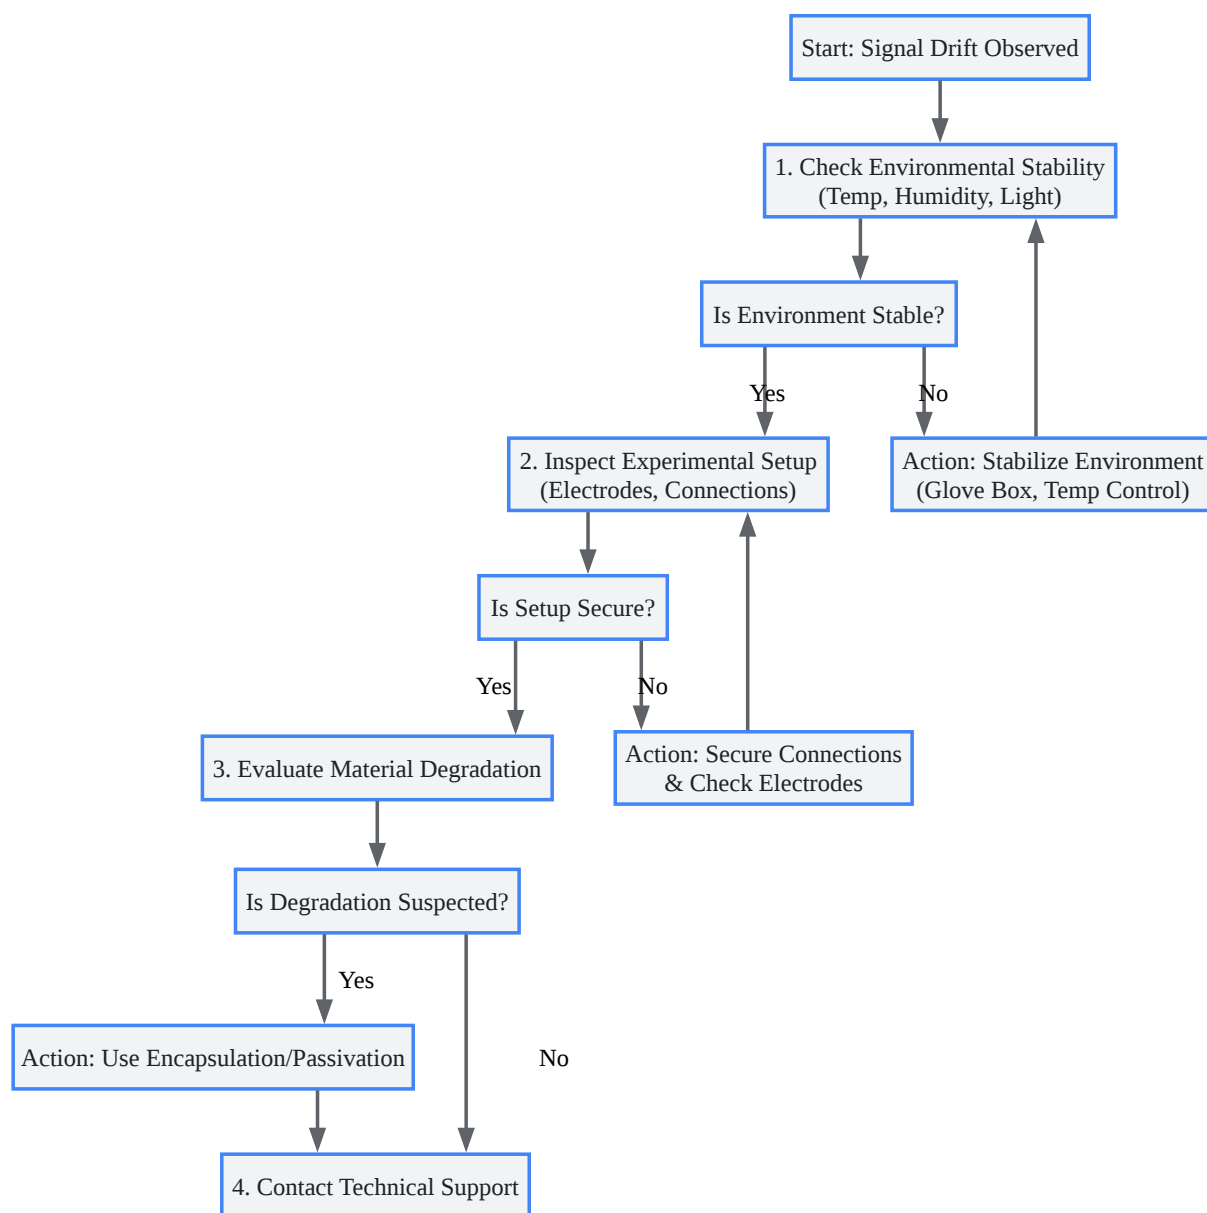 Start: Signal Drift Observed
1. Check Environmental Stability
(Temp, Humidity, Light)
Is Environment Stable?
Yes
No
2. Inspect Experimental Setup
(Electrodes, Connections)
Action: Stabilize Environment
(Glove Box, Temp Control)
Is Setup Secure?
Yes
No
3. Evaluate Material Degradation
Action: Secure Connections
& Check Electrodes
Is Degradation Suspected?
Yes
Action: Use Encapsulation/Passivation
No
4. Contact Technical Support